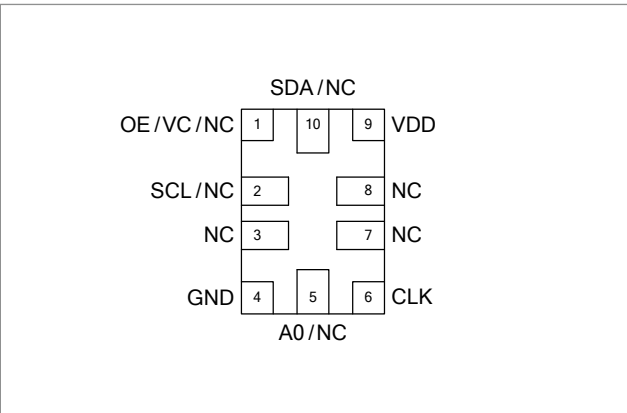 SDA/NC
OE/VC/NC 1 10 9 VDD
SCL/NC 2 8 NC
NC 3 7 NC
GND 4 5 6 CLK
A0/NC